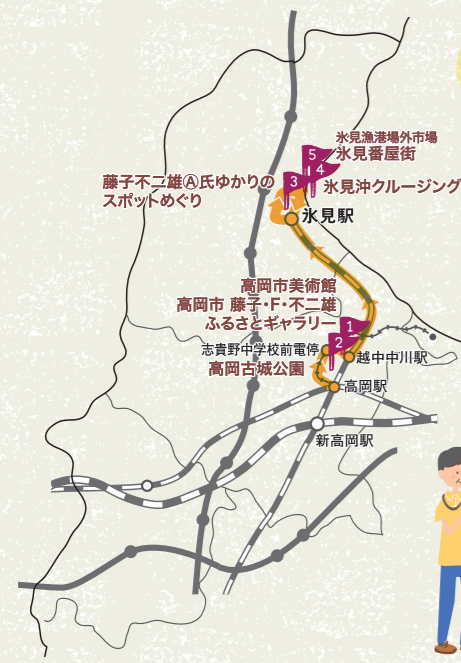 氷見漁港場外市場
5
氷見番屋街
4
氷見沖クルージング
3
藤子不二雄Ⓐ氏ゆかりの
スポットめぐり
氷見駅
高岡市美術館
高岡市 藤子・F・不二雄
ふるさとギャラリー
1
2
志貴野中学校前電停
越中中川駅
高岡古城公園
高岡駅
新高岡駅